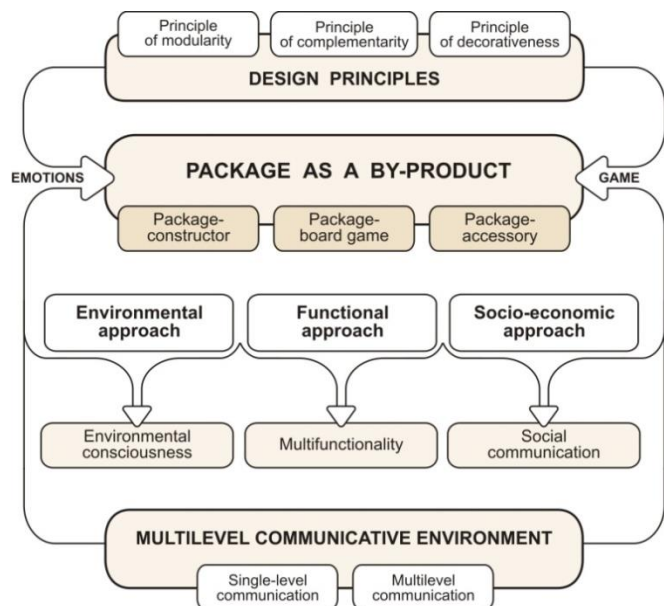 Principle
of modularity
Principle
of complementarity
Principle
of decorativeness
DESIGN PRINCIPLES
PACKAGE AS A BY-PRODUCT
EMOTIONS
GAME
Package-
constructor
Package-
board game
Package-
accessory
Environmental
approach
Functional
approach
Socio-economic
approach
Environmental
consciousness
Multifunctionality
Social
communication
MULTILEVEL COMMUNICATIVE ENVIRONMENT
Single-level
communication
Multilevel
communication